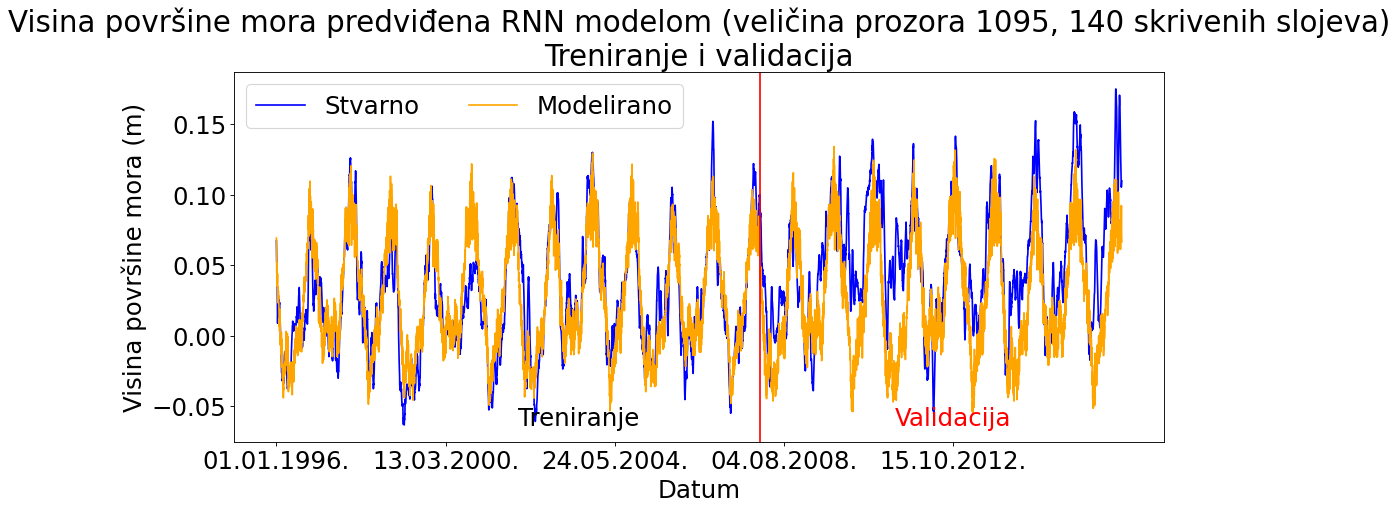 Visina površine mora predviđena RNN modelom (veličina prozora 1095, 140 skrivenih slojeva)
Treniranje i validacija
Stvarno
Modelirano
Visina površine mora (m)
0.15
0.10
0.05
0.00
−0.05
Treniranje
Validacija
01.01.1996.
13.03.2000.
24.05.2004.
04.08.2008.
15.10.2012.
Datum